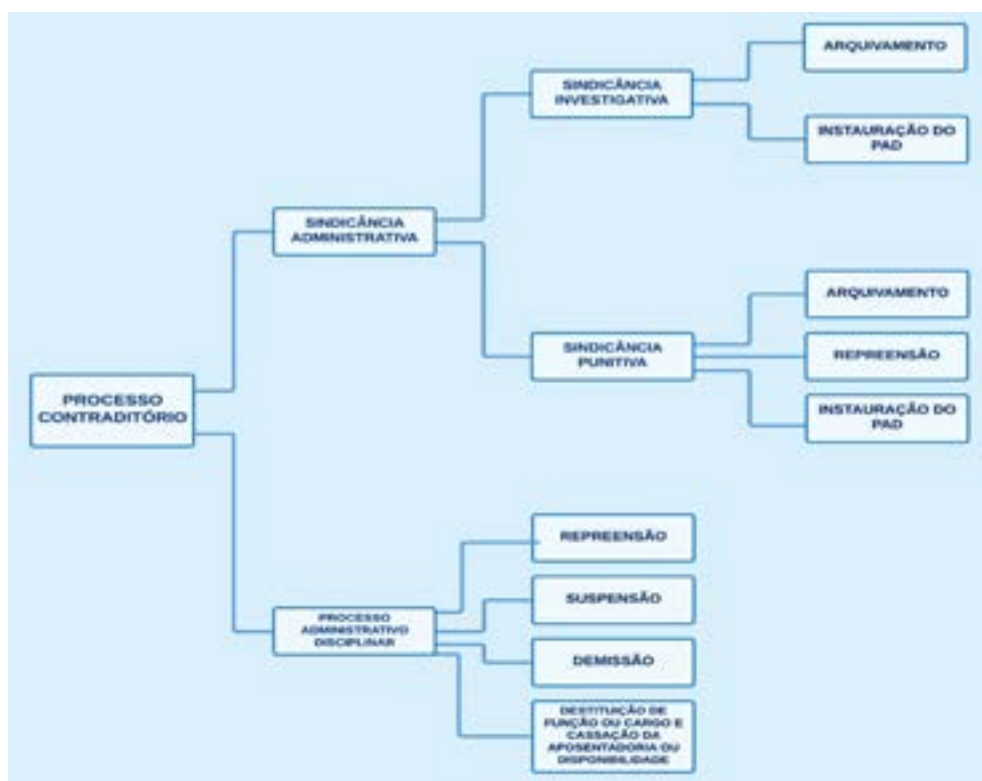 ARQUIVAMENTO
SINDICÂNCIA
INVESTIGATIVA
INSTAURAÇÃO DO
PAD
SINDICÂNCIA
ADMINISTRATIVA
ARQUIVAMENTO
SINDICÂNCIA
PUNITIVA
REPREENSÃO
INSTAURAÇÃO DO
PAD
PROCESSO
CONTRADITÓRIO
REPREENSÃO
SUSPENSÃO
PROCESSO
ADMINISTRATIVO
DISCIPLINAR
DEMISSÃO
DESTITUIÇÃO DE
FUNÇÃO OU CARGO E
CASSAÇÃO DA
APOSENTADORIA OU
DISPONIBILIDADE